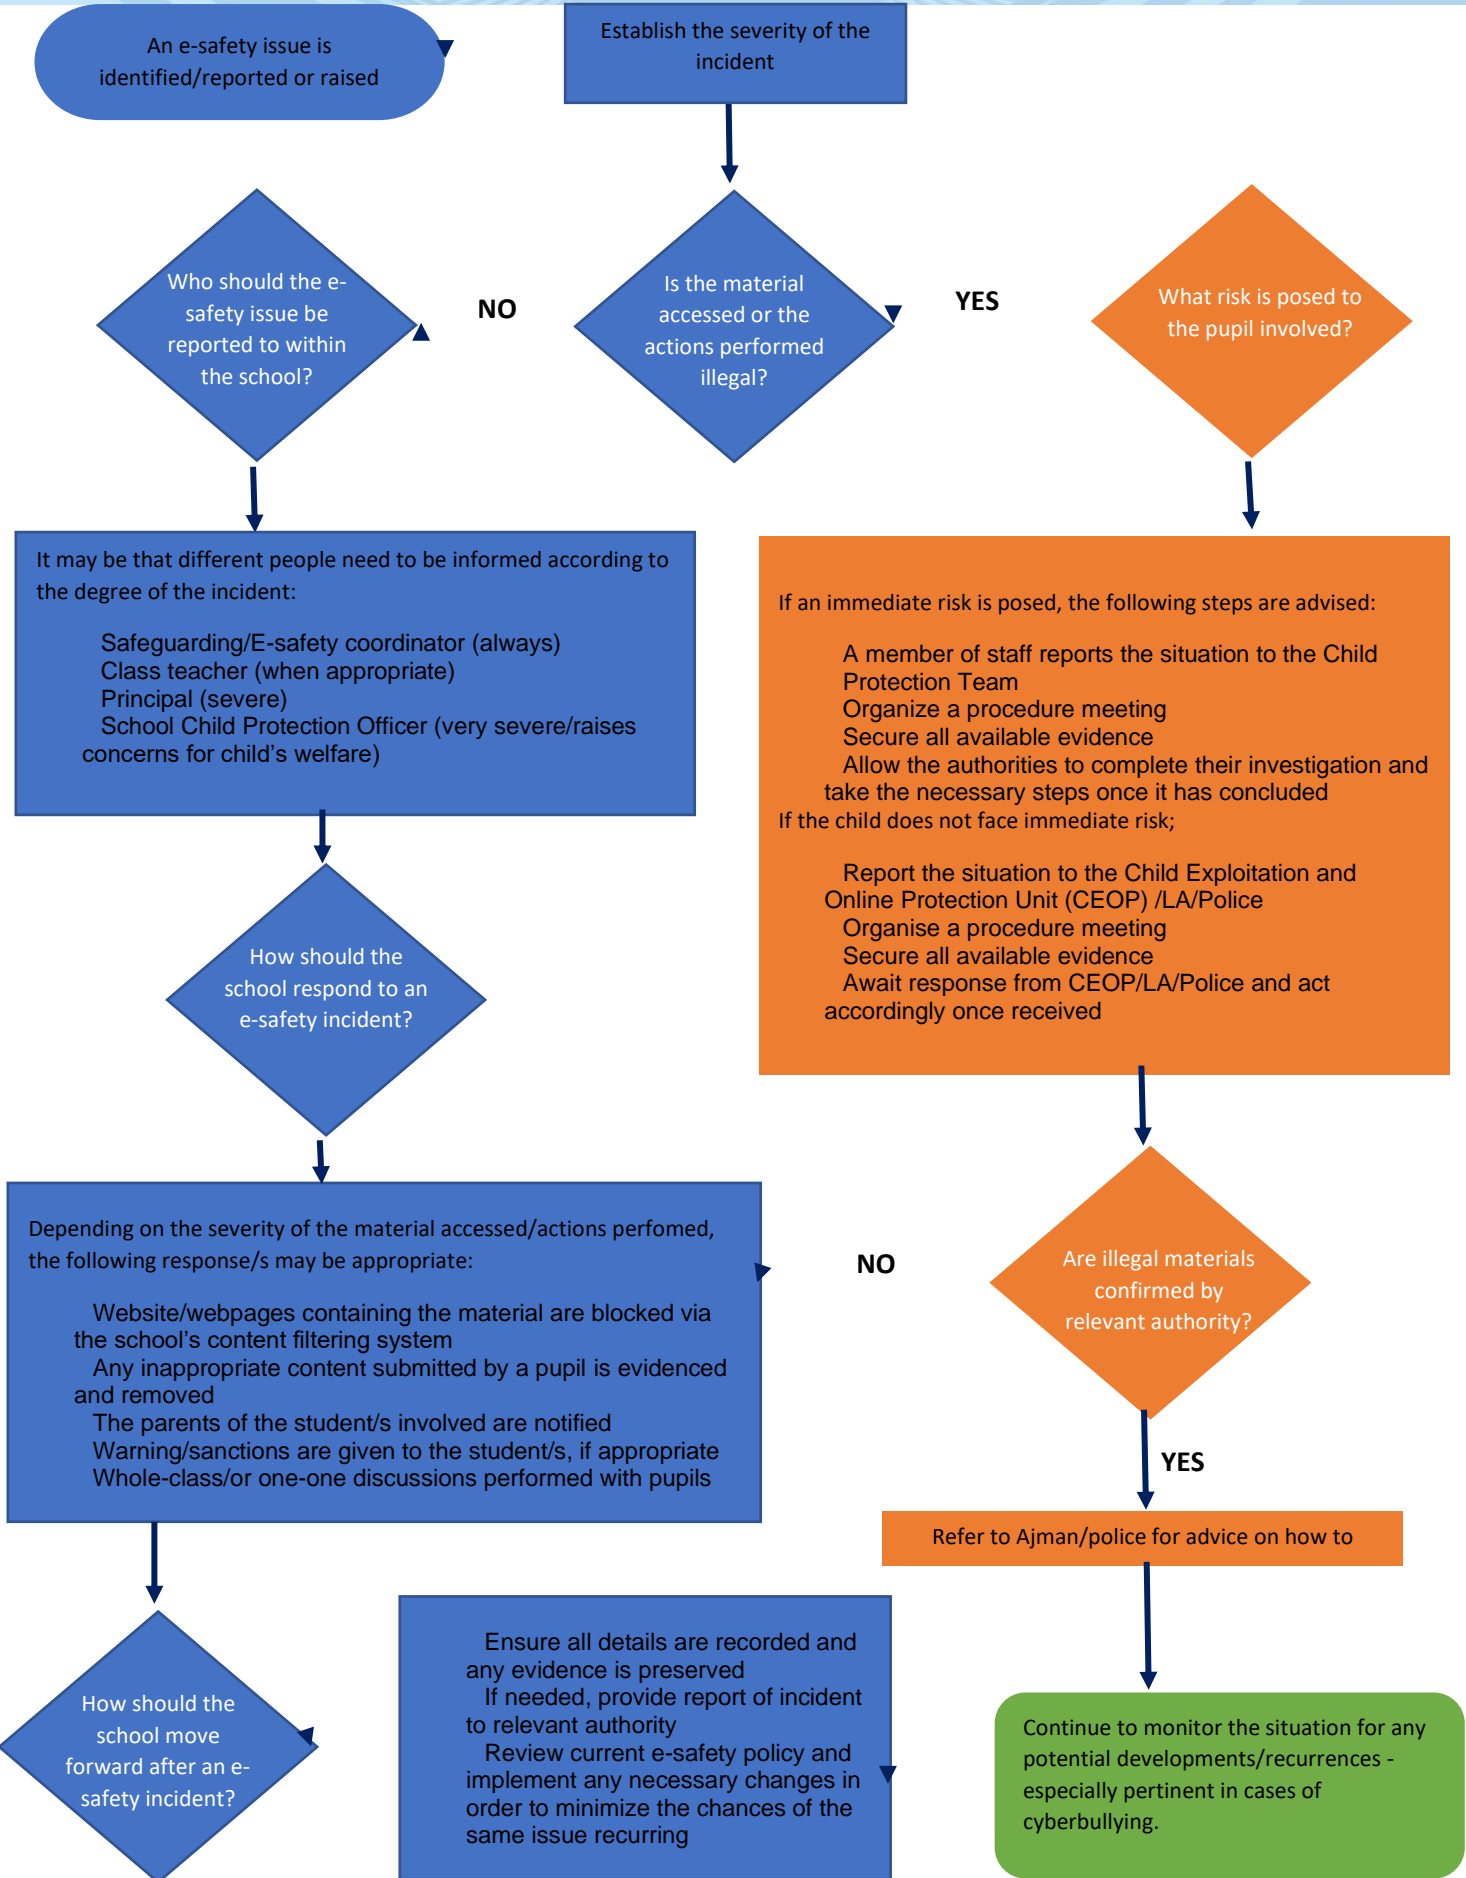 An e-safety issue is
identified/reported or raised
Establish the severity of the
incident
Who should the e-
safety issue be
reported to within
the school?
NO
Is the material
accessed or the
actions performed
illegal?
YES
What risk is posed to
the pupil involved?
It may be that different people need to be informed according to
the degree of the incident:
Safeguarding/E-safety coordinator (always)
Class teacher (when appropriate)
Principal (severe)
School Child Protection Officer (very severe/raises
concerns for child's welfare)
If an immediate risk is posed, the following steps are advised:
A member of staff reports the situation to the Child
Protection Team
Organize a procedure meeting
Secure all available evidence
Allow the authorities to complete their investigation and
take the necessary steps once it has concluded
If the child does not face immediate risk;
Report the situation to the Child Exploitation and
Online Protection Unit (CEOP) /LA/Police
Organise a procedure meeting
Secure all available evidence
Await response from CEOP/LA/Police and act
accordingly once received
How should the
school respond to an
e-safety incident?
Depending on the severity of the material accessed/actions perfomed,
the following response/s may be appropriate:
Website/webpages containing the material are blocked via
the school's content filtering system
Any inappropriate content submitted by a pupil is evidenced
and removed
The parents of the student/s involved are notified
Warning/sanctions are given to the student/s, if appropriate
Whole-class/or one-one discussions performed with pupils
NO
Are illegal materials
confirmed by
relevant authority?
YES
Refer to Ajman/police for advice on how to
How should the
school move
forward after an e-
safety incident?
Ensure all details are recorded and
any evidence is preserved
If needed, provide report of incident
to relevant authority
Review current e-safety policy and
implement any necessary changes in
order to minimize the chances of the
same issue recurring
Continue to monitor the situation for any
potential developments/recurrences -
especially pertinent in cases of
cyberbullying.